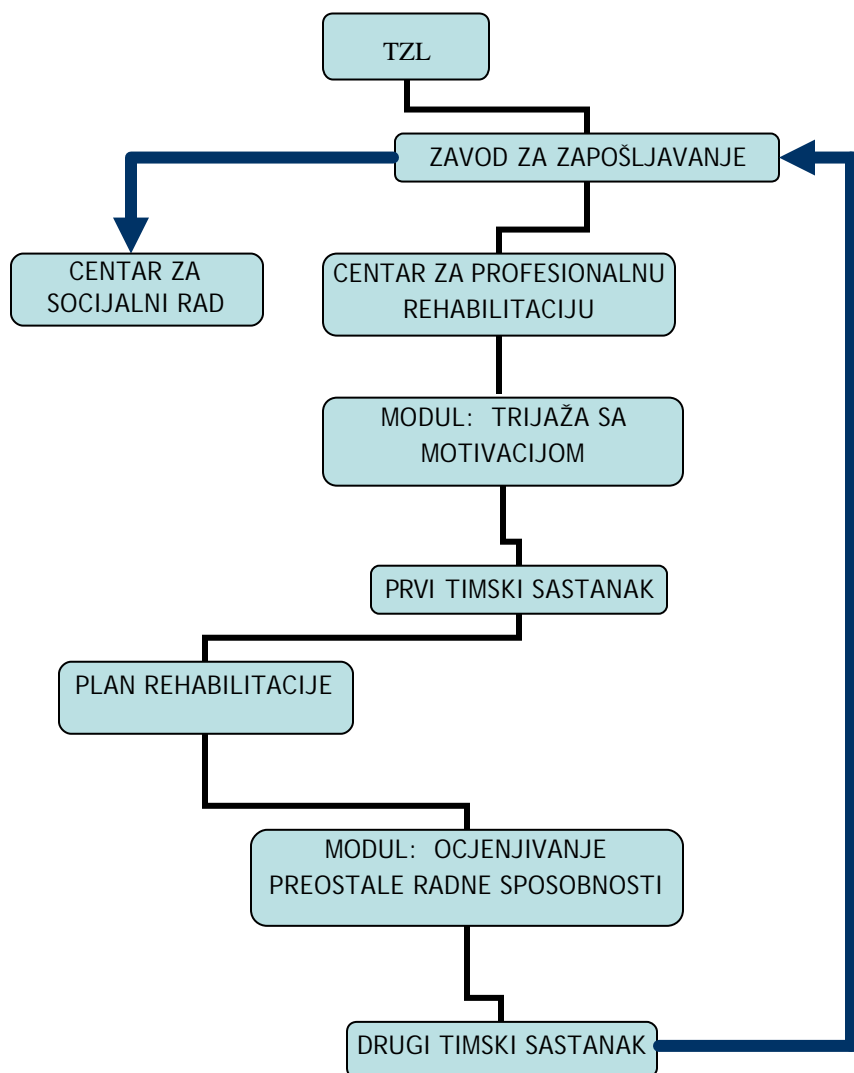 TZL
ZAVOD ZA ZAPOŠLJAVANJE
CENTAR ZA
SOCIJALNI RAD
CENTAR ZA PROFESIONALNU
REHABILITACIJU
MODUL: TRIJAŽA SA
MOTIVACIJOM
PRVI TIMSKI SASTANAK
PLAN REHABILITACIJE
MODUL: OCJENJIVANJE
PREOSTALE RADNE SPOSOBNOSTI
DRUGI TIMSKI SASTANAK